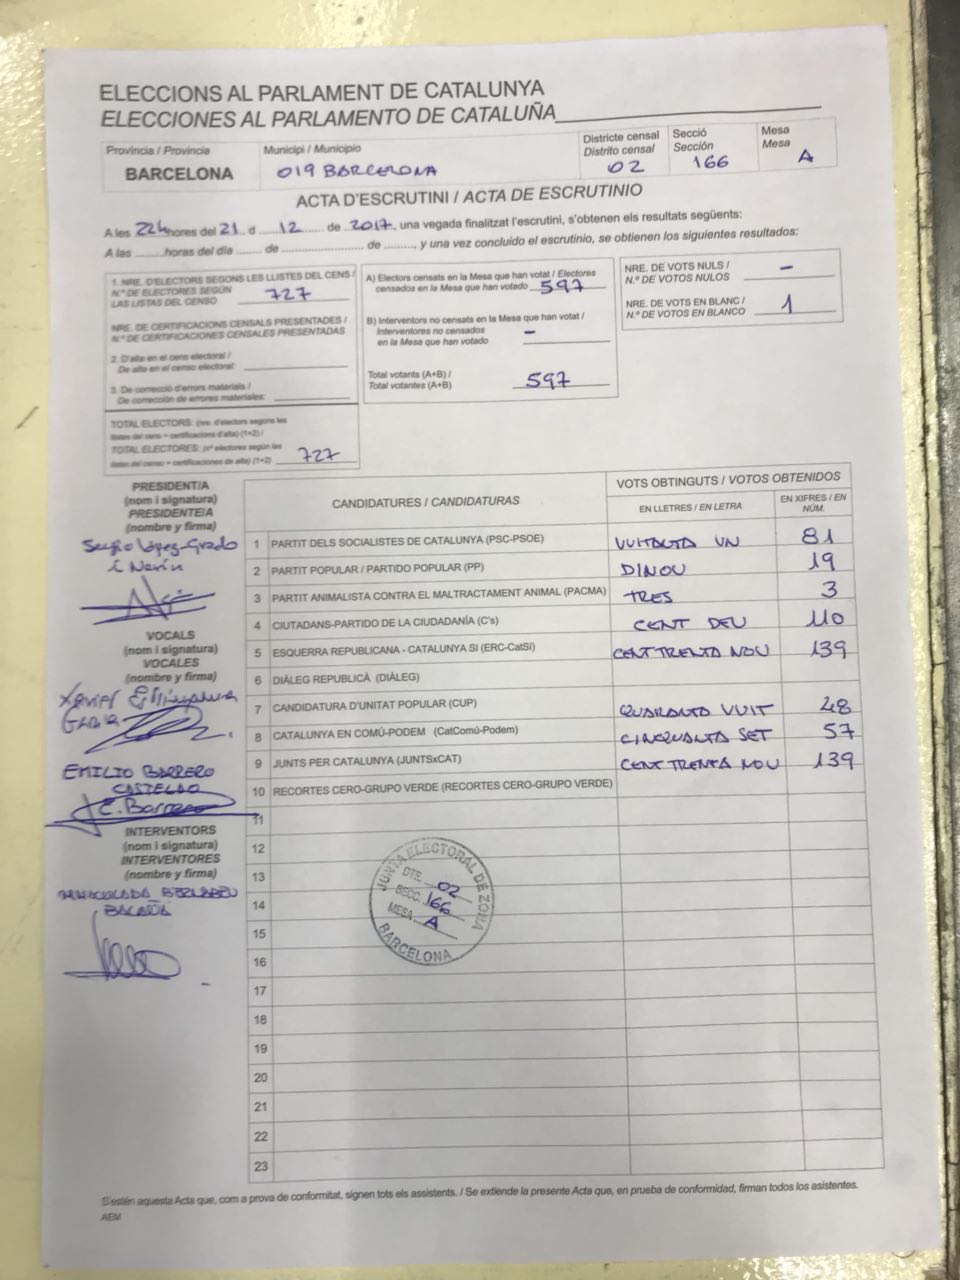 ELECCIONS AL PARLAMENT DE CATALUNYA
ELECCIONES AL PARLAMENTO DE CATALUÑA
Província / Provincia
BARCELONA
Municipi / Municipio
019 BARCELONA
Districte censal
Distrito censal
02
Secció
Sección
166
Mesa
Mesa
A
ACTA D'ESCRUTINI / ACTA DE ESCRUTINIO
A les 22h hores del 21 d 12 de 2017, una vegada finalitzat l'escrutini, s'obtenen els resultats següents:
A las ........horas del día ........ de ........ de ........, y una vez concluido el escrutinio, se obtienen los siguientes resultados:
1. NRE. D'ELECTORS SEGONS LES LLISTES DEL CENS /
N.º DE ELECTORES SEGÚN
LAS LISTAS DEL CENSO 727
NRE. DE CERTIFICACIONS CENSALS PRESENTADES /
N.º DE CERTIFICACIONES CENSALES PRESENTADAS
2. D'alta en el cens electoral /
De alta en el censo electoral:
3. De correcció d'errors materials /
De corrección de errores materiales:
TOTAL ELECTORS: (nre. d'electors segons les
llistes del cens + certificacions d'alta) (1+2) /
TOTAL ELECTORES: (nº electores según las
listas del censo + certificaciones de alta) (1+2) 727
A) Electors censats en la Mesa que han votat / Electores
censados en la Mesa que han votado 597
B) Interventors no censats en la Mesa que han votat /
Interventores no censados
en la Mesa que han votado –
Total votants (A+B) /
Total votantes (A+B) 597
NRE. DE VOTS NULS /
N.º DE VOTOS NULOS –
NRE. DE VOTS EN BLANC /
N.º DE VOTOS EN BLANCO 1
PRESIDENT/A
(nom i signatura)
PRESIDENTE/A
(nombre y firma)
Sergio López-Grado
i Nerín
VOCALS
(nom i signatura)
VOCALES
(nombre y firma)
Xavier
García
EMILIO BARRERO
CASTELAO
E. Barrero
INTERVENTORS
(nom i signatura)
INTERVENTORES
(nombre y firma)
INMACULADA BERNABEU
CANDIDATURES / CANDIDATURAS
VOTS OBTINGUTS / VOTOS OBTENIDOS
EN LLETRES / EN LETRA
EN XIFRES / EN NÚM.
1 PARTIT DELS SOCIALISTES DE CATALUNYA (PSC-PSOE) VUITANTA UN 81
2 PARTIT POPULAR / PARTIDO POPULAR (PP) DINOU 19
3 PARTIT ANIMALISTA CONTRA EL MALTRACTAMENT ANIMAL (PACMA) TRES 3
4 CIUTADANS-PARTIDO DE LA CIUDADANÍA (C's) CENT DEU 110
5 ESQUERRA REPUBLICANA - CATALUNYA SI (ERC-CatSí) CENT TRENTA NOU 139
6 DIÀLEG REPUBLICÀ (DIÀLEG)
7 CANDIDATURA D'UNITAT POPULAR (CUP) QUARANTA VUIT 48
8 CATALUNYA EN COMÚ-PODEM (CatComú-Podem) CINQUANTA SET 57
9 JUNTS PER CATALUNYA (JUNTSxCAT) CENT TRENTA NOU 139
10 RECORTES CERO-GRUPO VERDE (RECORTES CERO-GRUPO VERDE)
11
12
13
14
15
16
17
18
19
20
21
22
23
JUNTA ELECTORAL DE ZONA
DTE. 02
SECC. 166
MESA A
BARCELONA
S'estén aquesta Acta que, com a prova de conformitat, signen tots els assistents. / Se extiende la presente Acta que, en prueba de conformidad, firman todos los asistentes.
AEM